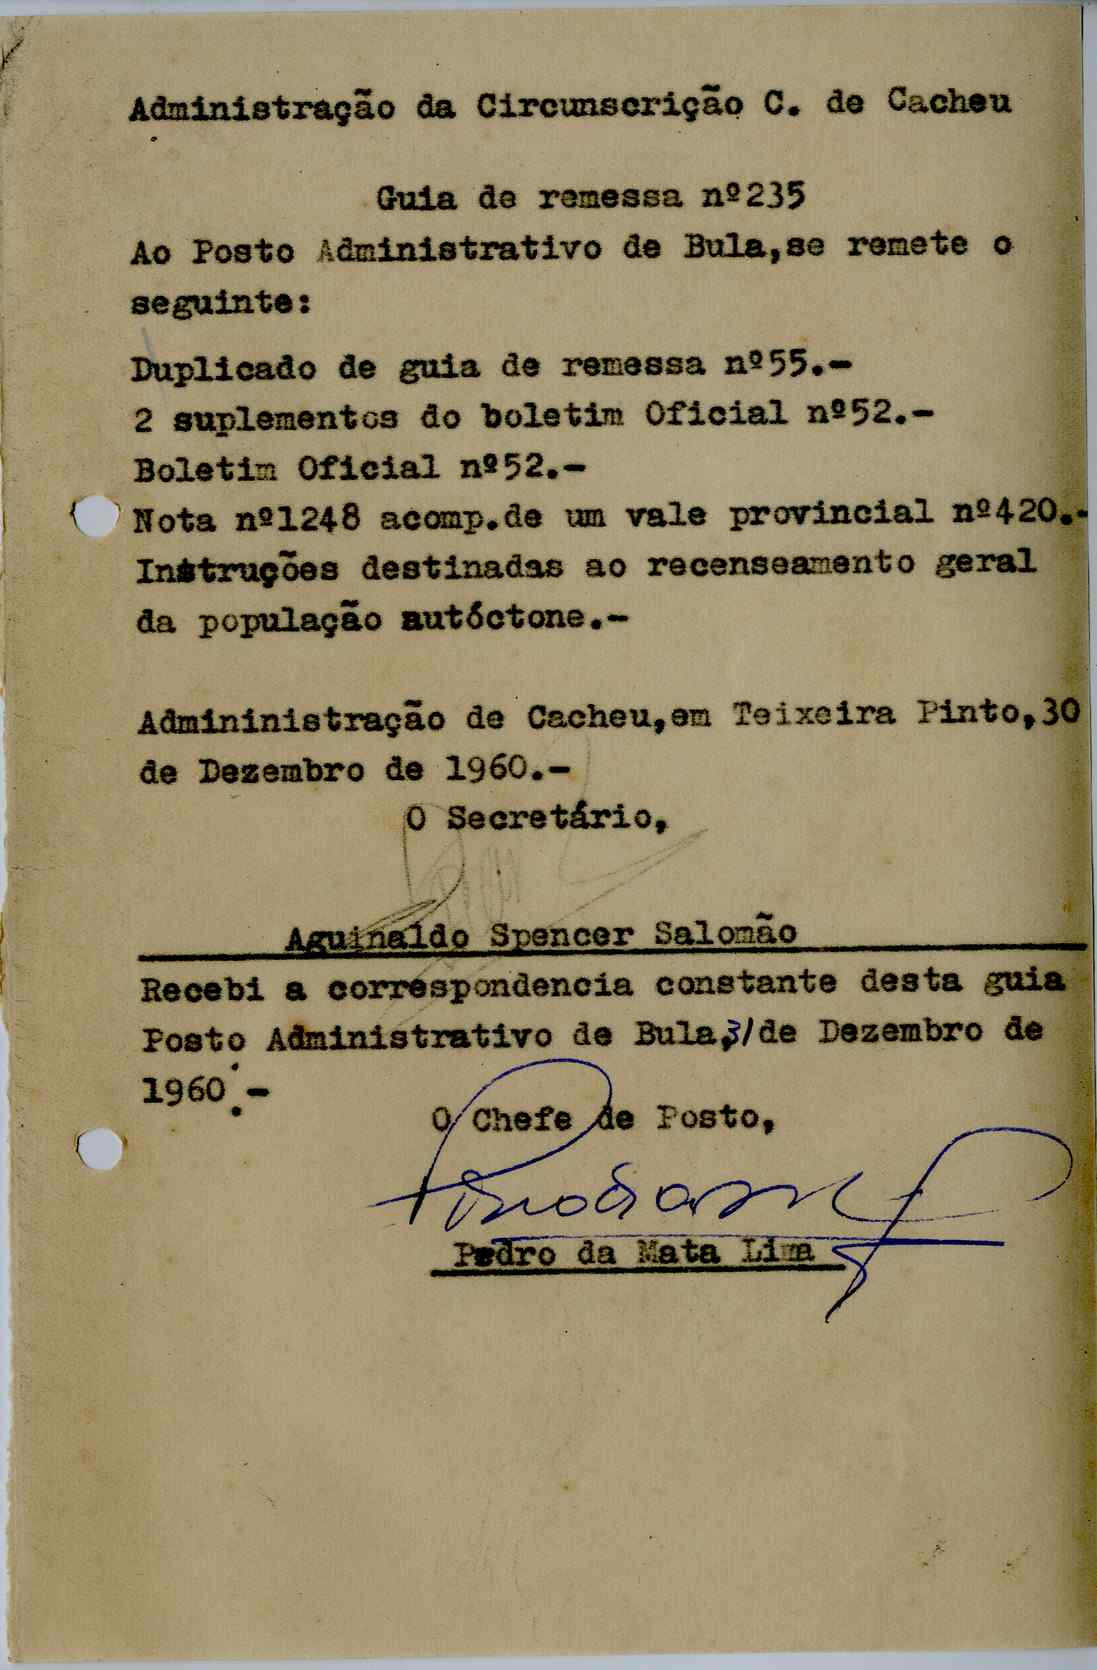 Administração da Circunscrição C. de Cacheu
Guia de remessa nº235
Ao Posto Administrativo de Bula,se remete o
seguinte:
Duplicado de guia de remessa nº55.-
2 suplementos do boletim Oficial nº52.-
Boletim Oficial nº52.-
Nota nº1248 acomp.de um vale provincial nº420.-
Instruções destinadas ao recenseamento geral
da população autóctone.-
Admininistração de Cacheu,em Teixeira Pinto,30
de Dezembro de 1960.-
O Secretário,
Aguinaldo Spencer Salomão
Recebi a correspondencia constante desta guia
Posto Administrativo de Bula,31 de Dezembro de
1960.-
O Chefe de Posto,
Pedro da Mata Lima